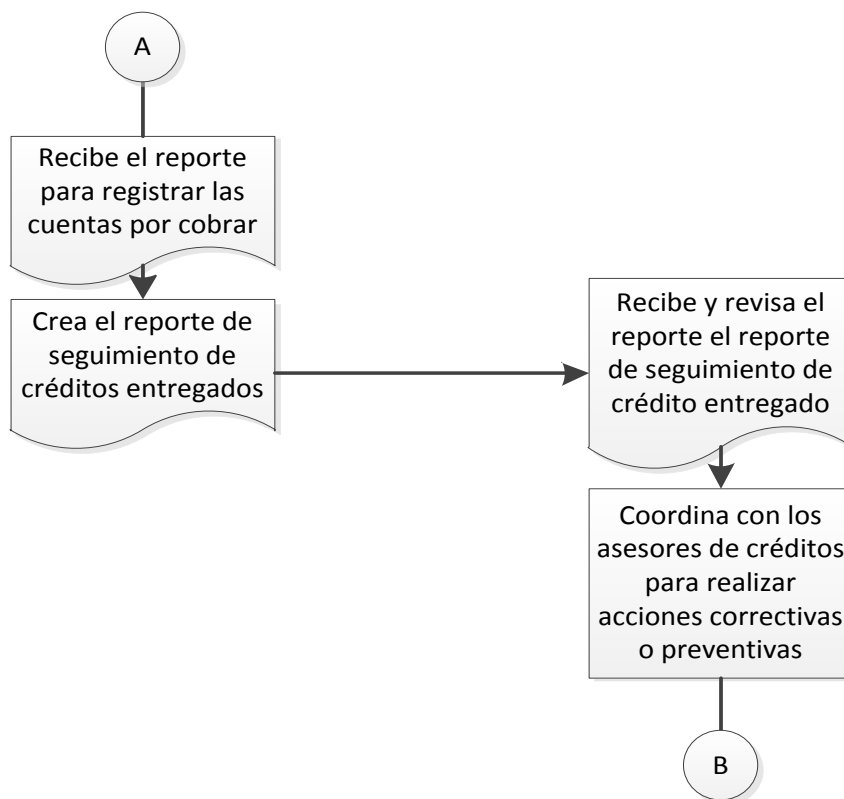 A
Recibe el reporte
para registrar las
cuentas por cobrar
Crea el reporte de
seguimiento de
créditos entregados
Recibe y revisa el
reporte el reporte
de seguimiento de
crédito entregado
Coordina con los
asesores de créditos
para realizar
acciones correctivas
o preventivas
B